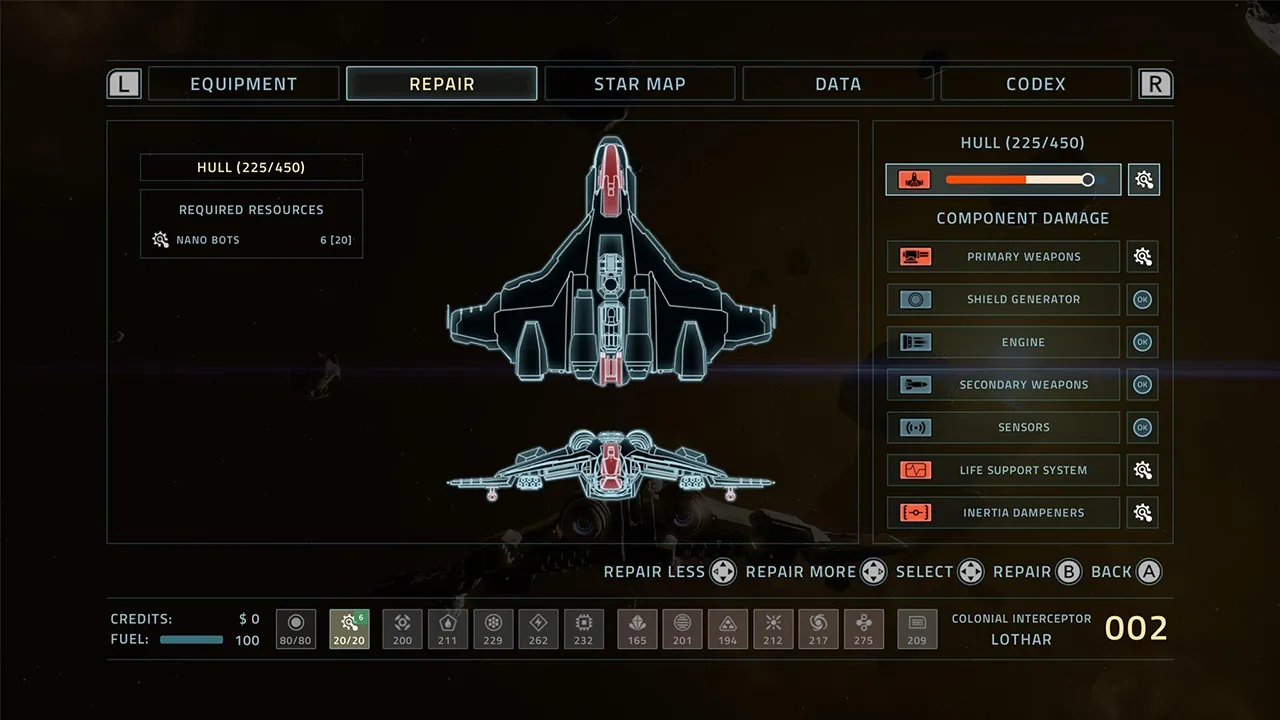 L EQUIPMENT REPAIR STAR MAP DATA CODEX R
HULL (225/450)
REQUIRED RESOURCES
NANO BOTS 6 [20]
HULL (225/450)
COMPONENT DAMAGE
PRIMARY WEAPONS
SHIELD GENERATOR OK
ENGINE OK
SECONDARY WEAPONS OK
SENSORS OK
LIFE SUPPORT SYSTEM
INERTIA DAMPENERS
REPAIR LESS REPAIR MORE SELECT REPAIR B BACK A
CREDITS: $ 0
FUEL: 100
80/80
6
20/20
200 211 229 262 232 165 201 194 212 217 275 209
COLONIAL INTERCEPTOR
LOTHAR
002